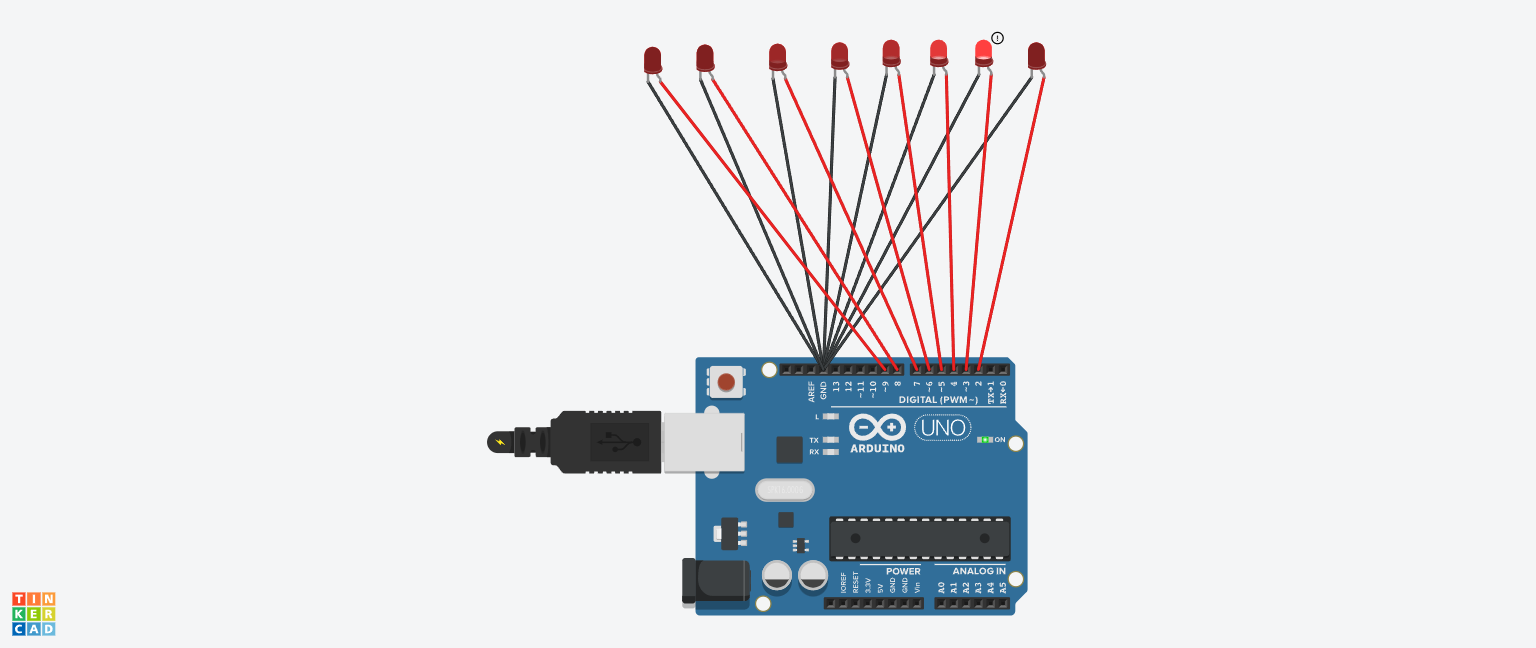 !
AREF
GND
13
12
~11
~10
~9
8
7
~6
~5
4
~3
2
TX→1
RX←0
DIGITAL (PWM~)
L
TX
RX
UNO
ARDUINO
ON
POWER
ANALOG IN
IOREF
RESET
3.3V
5V
GND
GND
Vin
A0
A1
A2
A3
A4
A5
TIN
KER
CAD